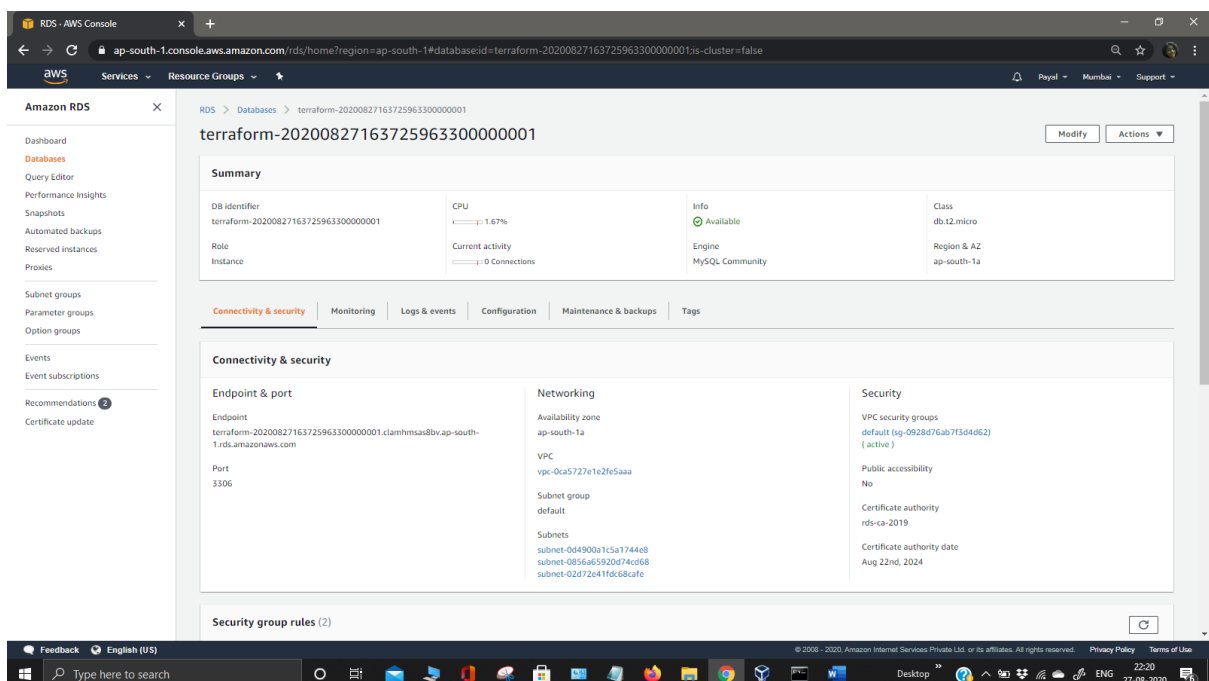 RDS · AWS Console
ap-south-1.console.aws.amazon.com/rds/home?region=ap-south-1#database:id=terraform-20200827163725963300000001;is-cluster=false
aws Services Resource Groups Payal Mumbai Support
Amazon RDS
Dashboard
Databases
Query Editor
Performance Insights
Snapshots
Automated backups
Reserved instances
Proxies
Subnet groups
Parameter groups
Option groups
Events
Event subscriptions
Recommendations 2
Certificate update
RDS > Databases > terraform-20200827163725963300000001
terraform-20200827163725963300000001
Modify Actions
Summary
DB identifier
terraform-20200827163725963300000001
CPU
1.67%
Info
Available
Class
db.t2.micro
Role
Instance
Current activity
0 Connections
Engine
MySQL Community
Region & AZ
ap-south-1a
Connectivity & security Monitoring Logs & events Configuration Maintenance & backups Tags
Connectivity & security
Endpoint & port
Endpoint
terraform-20200827163725963300000001.clamhmsas8bv.ap-south-
1.rds.amazonaws.com
Port
3306
Networking
Availability zone
ap-south-1a
VPC
vpc-0ca5727e1e2fe5aaa
Subnet group
default
Subnets
subnet-0d4900a1c5a1744e8
subnet-0856a65920d74cd68
subnet-02d72e41fdc68cafe
Security
VPC security groups
default (sg-0928d76ab7f3d4d62)
( active )
Public accessibility
No
Certificate authority
rds-ca-2019
Certificate authority date
Aug 22nd, 2024
Security group rules (2)
Feedback English (US) © 2008 - 2020, Amazon Internet Services Private Ltd. or its affiliates. All rights reserved. Privacy Policy Terms of Use
Type here to search
Desktop
ENG
22:20
27-08-2020
6